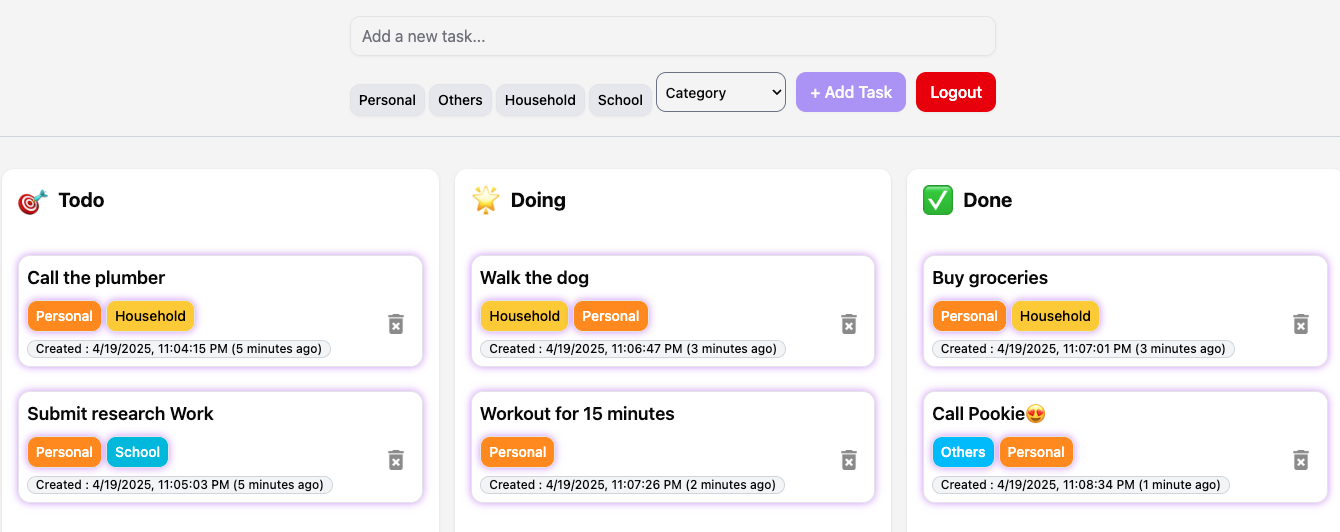 Add a new task...
Personal Others Household School Category + Add Task Logout
Todo
Call the plumber
Personal Household
Created : 4/19/2025, 11:04:15 PM (5 minutes ago)
Submit research Work
Personal School
Created : 4/19/2025, 11:05:03 PM (5 minutes ago)
Doing
Walk the dog
Household Personal
Created : 4/19/2025, 11:06:47 PM (3 minutes ago)
Workout for 15 minutes
Personal
Created : 4/19/2025, 11:07:26 PM (2 minutes ago)
Done
Buy groceries
Personal Household
Created : 4/19/2025, 11:07:01 PM (3 minutes ago)
Call Pookie😍
Others Personal
Created : 4/19/2025, 11:08:34 PM (1 minute ago)